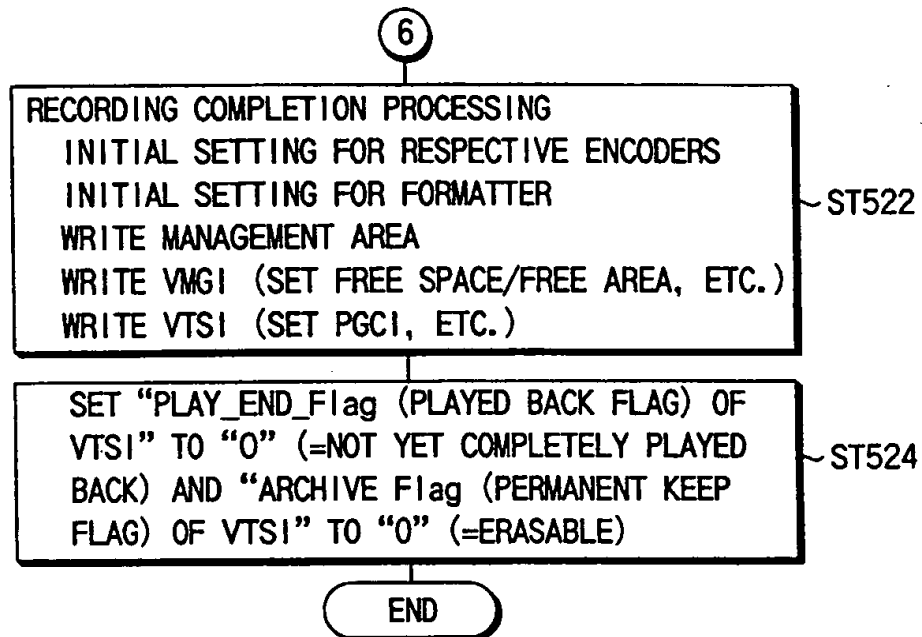 6
RECORDING COMPLETION PROCESSING
INITIAL SETTING FOR RESPECTIVE ENCODERS
INITIAL SETTING FOR FORMATTER
WRITE MANAGEMENT AREA
WRITE VMGI (SET FREE SPACE/FREE AREA, ETC.)
WRITE VTSI (SET PGCI, ETC.)
ST522
SET “PLAY_END_Flag (PLAYED BACK FLAG) OF
VTSI” TO “0” (=NOT YET COMPLETELY PLAYED
BACK) AND “ARCHIVE Flag (PERMANENT KEEP
FLAG) OF VTSI” TO “0” (=ERASABLE)
ST524
END